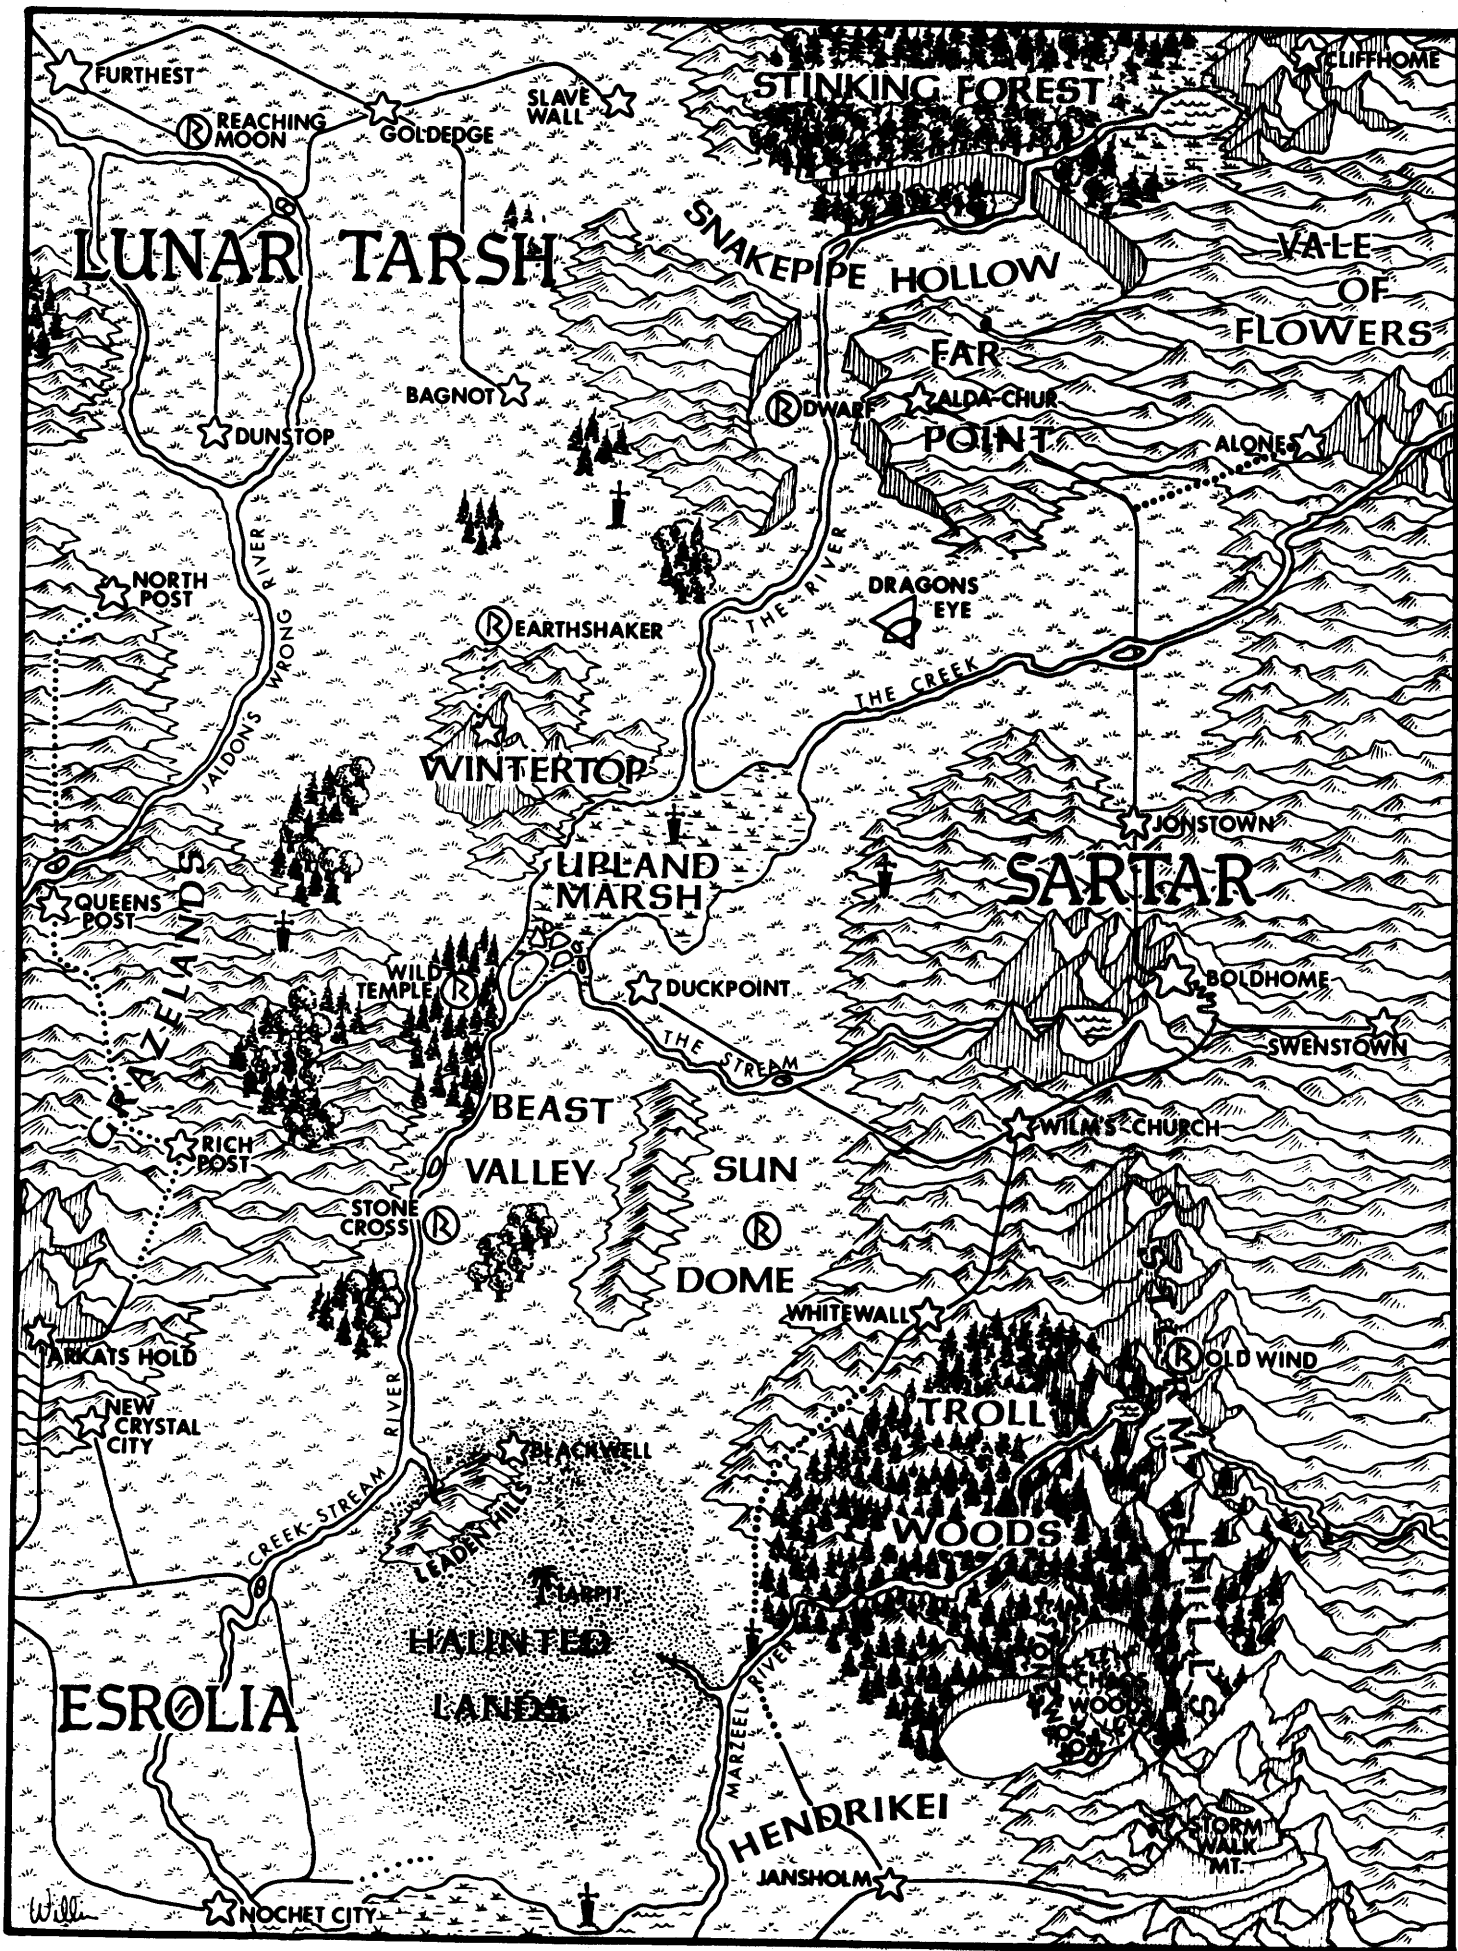 FURTHEST
REACHING
MOON
GOLDEDGE
SLAVE
WALL
STINKING FOREST
CLIFFHOME
LUNAR TARSH
SNAKEPIPE HOLLOW
VALE
OF
FLOWERS
FAR
POINT
BAGNOT
DUNSTOP
R DWARF
ALDA-CHUR
ALONE
NORTH
POST
JALDON'S WRONG RIVER
R EARTHSHAKER
THE RIVER
DRAGONS
EYE
THE CREEK
WINTERTOP
UPLAND
MARSH
JONSTOWN
SARTAR
QUEENS
POST
GRAZELANDS
WILD
TEMPLE R
DUCKPOINT
BOLDHOME
THE STREAM
SWENSTOWN
BEAST
VALLEY
WILM'S CHURCH
RICH
POST
SUN
R
DOME
STONE
CROSS R
WHITEWALL
ARKATS HOLD
R OLD WIND
NEW
CRYSTAL
CITY
RIVER
TROLL
WOODS
BLACKWELL
LEADEN HILLS
CREEK-STREAM
TARPIT
HAUNTED
LANDS
ESROLIA
MARZEEL RIVER
HENDRIKEI
STORM
WALK
MT.
JANSHOLM
NOCHET CITY